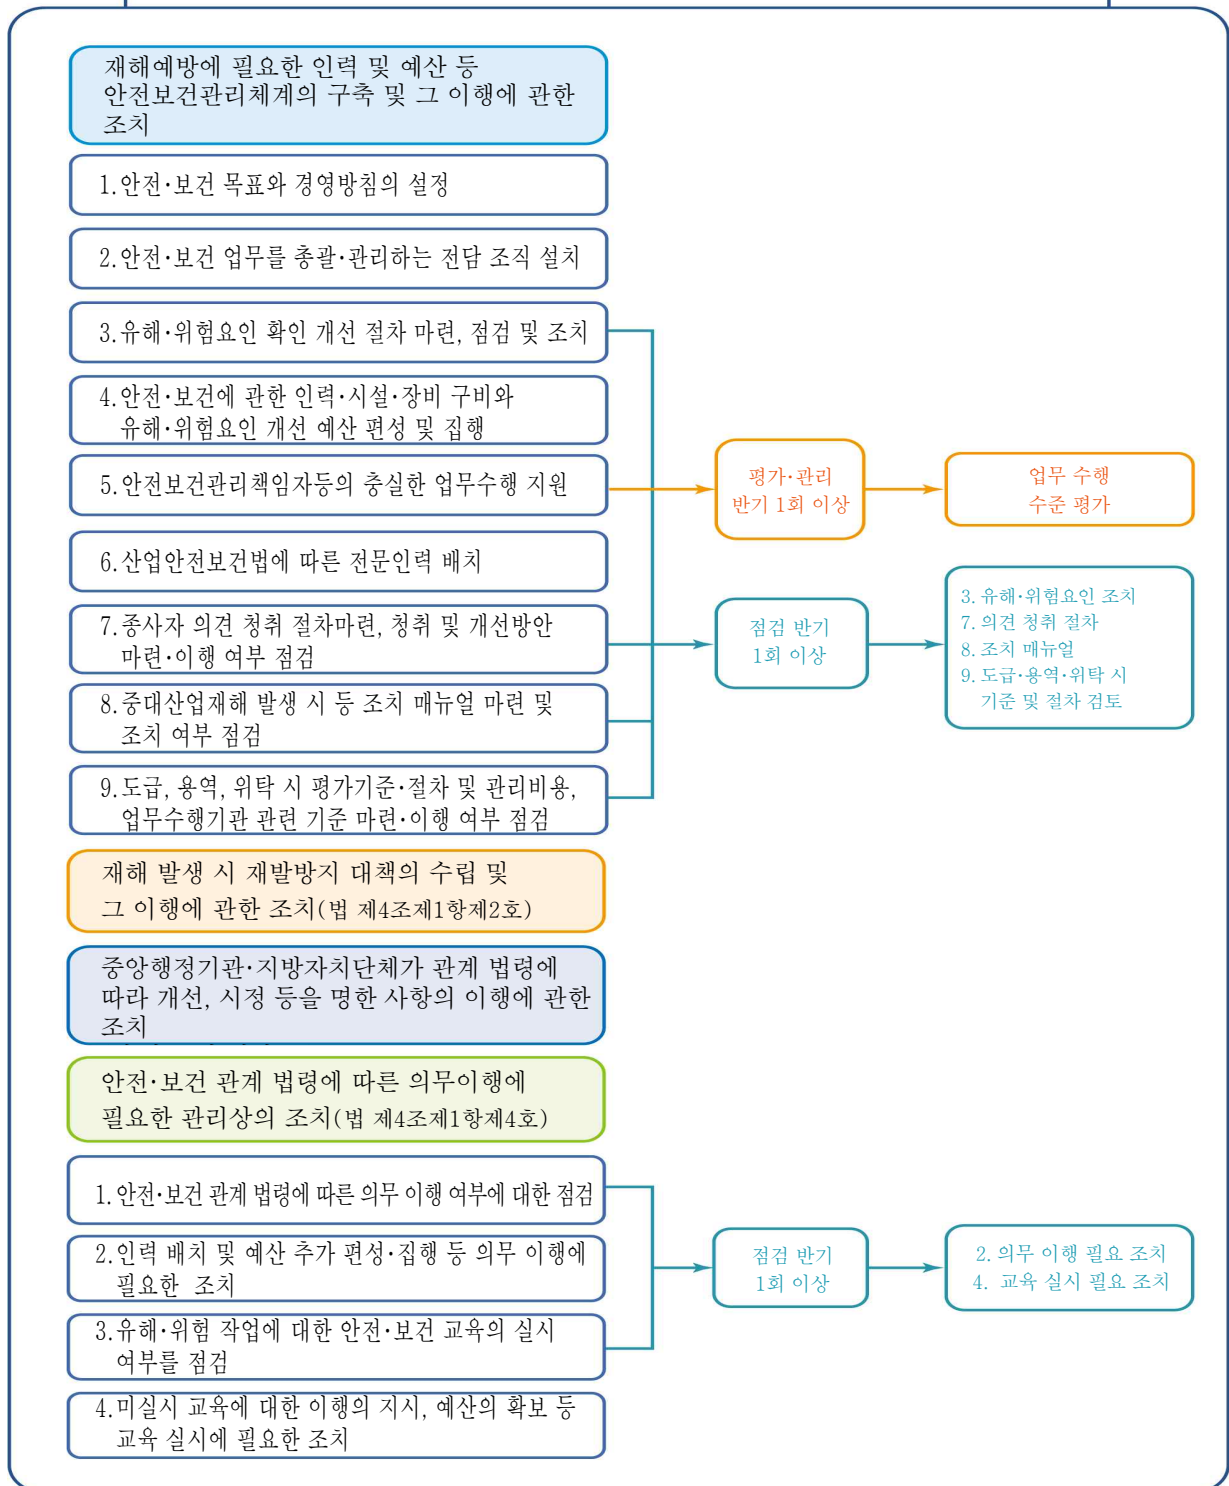 재해예방에 필요한 인력 및 예산 등
안전보건관리체계의 구축 및 그 이행에 관한
조치
1.안전·보건 목표와 경영방침의 설정
2.안전·보건 업무를 총괄·관리하는 전담 조직 설치
3.유해·위험요인 확인 개선 절차 마련, 점검 및 조치
4.안전·보건에 관한 인력·시설·장비 구비와
유해·위험요인 개선 예산 편성 및 집행
5.안전보건관리책임자등의 충실한 업무수행 지원
6.산업안전보건법에 따른 전문인력 배치
7.종사자 의견 청취 절차마련, 청취 및 개선방안
마련·이행 여부 점검
8.중대산업재해 발생 시 등 조치 매뉴얼 마련 및
조치 여부 점검
9.도급, 용역, 위탁 시 평가기준·절차 및 관리비용,
업무수행기관 관련 기준 마련·이행 여부 점검
평가·관리
반기 1회 이상
업무 수행
수준 평가
점검 반기
1회 이상
3. 유해·위험요인 조치
7. 의견 청취 절차
8. 조치 매뉴얼
9. 도급·용역·위탁 시
기준 및 절차 검토
재해 발생 시 재발방지 대책의 수립 및
그 이행에 관한 조치(법 제4조제1항제2호)
중앙행정기관·지방자치단체가 관계 법령에
따라 개선, 시정 등을 명한 사항의 이행에 관한
조치
안전·보건 관계 법령에 따른 의무이행에
필요한 관리상의 조치(법 제4조제1항제4호)
1.안전·보건 관계 법령에 따른 의무 이행 여부에 대한 점검
2.인력 배치 및 예산 추가 편성·집행 등 의무 이행에
필요한 조치
3.유해·위험 작업에 대한 안전·보건 교육의 실시
여부를 점검
4.미실시 교육에 대한 이행의 지시, 예산의 확보 등
교육 실시에 필요한 조치
점검 반기
1회 이상
2. 의무 이행 필요 조치
4. 교육 실시 필요 조치